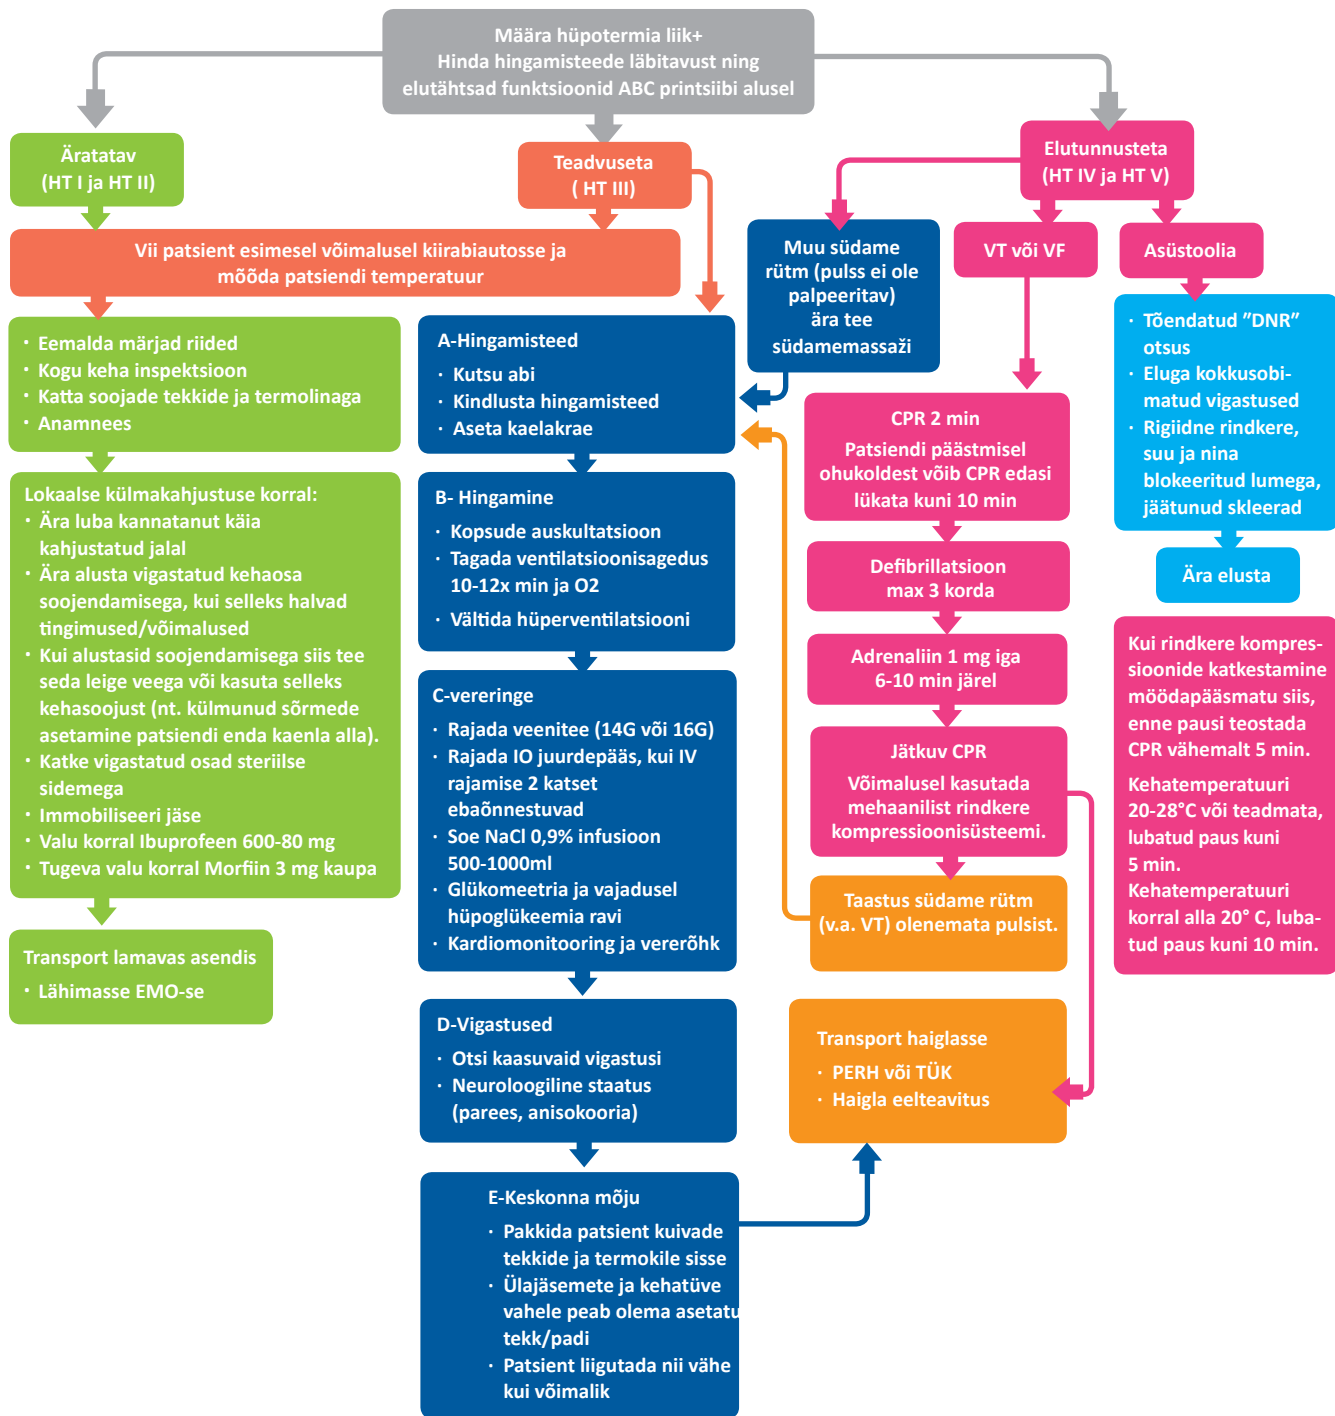 Määra hüpotermia liik+
Hinda hingamisteede läbitavust ning
elutähtsad funktsioonid ABC printsiibi alusel
Äratatav
(HT I ja HT II)
Teadvuseta
( HT III)
Elutunnusteta
(HT IV ja HT V)
Vii patsient esimesel võimalusel kiirabiautosse ja
mõõda patsiendi temperatuur
Muu südame
rütm (pulss ei ole
palpeeritav)
ära tee
südamemassaži
VT või VF
Asüstoolia
· Eemalda märjad riided
· Kogu keha inspektsioon
· Katta soojade tekkide ja termolinaga
· Anamnees
Lokaalse külmakahjustuse korral:
· Ära luba kannatanut käia
kahjustatud jalal
· Ära alusta vigastatud kehaosa
soojendamisega, kui selleks halvad
tingimused/võimalused
· Kui alustasid soojendamisega siis tee
seda leige veega või kasuta selleks
kehasoojust (nt. külmunud sõrmede
asetamine patsiendi enda kaenla alla).
· Katke vigastatud osad steriilse
sidemega
· Immobiliseeri jäse
· Valu korral Ibuprofeen 600-80 mg
· Tugeva valu korral Morfiin 3 mg kaupa
Transport lamavas asendis
· Lähimasse EMO-se
A-Hingamisteed
· Kutsu abi
· Kindlusta hingamisteed
· Aseta kaelakrae
B- Hingamine
· Kopsude auskultatsioon
· Tagada ventilatsioonisagedus
10-12x min ja O2
· Vältida hüperventilatsiooni
C-vereringe
· Rajada veenitee (14G või 16G)
· Rajada IO juurdepääs, kui IV
rajamise 2 katset
ebaõnnestuvad
· Soe NaCl 0,9% infusioon
500-1000ml
· Glükomeetria ja vajadusel
hüpoglükeemia ravi
· Kardiomonitooring ja vererõhk
D-Vigastused
· Otsi kaasuvaid vigastusi
· Neuroloogiline staatus
(parees, anisokooria)
E-Keskonna mõju
· Pakkida patsient kuivade
tekkide ja termokile sisse
· Ülajäsemete ja kehatüve
vahele peab olema asetatu
tekk/padi
· Patsient liigutada nii vähe
kui võimalik
CPR 2 min
Patsiendi päästmisel
ohukoldest võib CPR edasi
lükata kuni 10 min
Defibrillatsioon
max 3 korda
Adrenaliin 1 mg iga
6-10 min järel
Jätkuv CPR
Võimalusel kasutada
mehaanilist rindkere
kompressioonisüsteemi.
Taastus südame rütm
(v.a. VT) olenemata pulsist.
Transport haiglasse
· PERH või TÜK
· Haigla eelteavitus
· Tõendatud ”DNR”
otsus
· Eluga kokkusobi-
matud vigastused
· Rigiidne rindkere,
suu ja nina
blokeeritud lumega,
jäätunud skleerad
Ära elusta
Kui rindkere kompres-
sioonide katkestamine
möödapääsmatu siis,
enne pausi teostada
CPR vähemalt 5 min.
Kehatemperatuuri
20-28°C või teadmata,
lubatud paus kuni
5 min.
Kehatemperatuuri
korral alla 20° C, luba-
tud paus kuni 10 min.